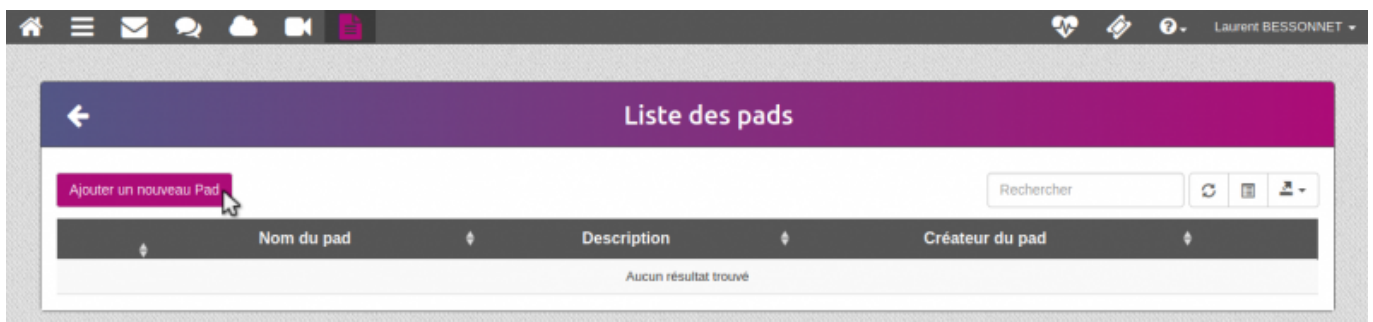 Laurent BESSONNET
Liste des pads
Ajouter un nouveau Pad
Rechercher
Nom du pad Description Créateur du pad
Aucun résultat trouvé